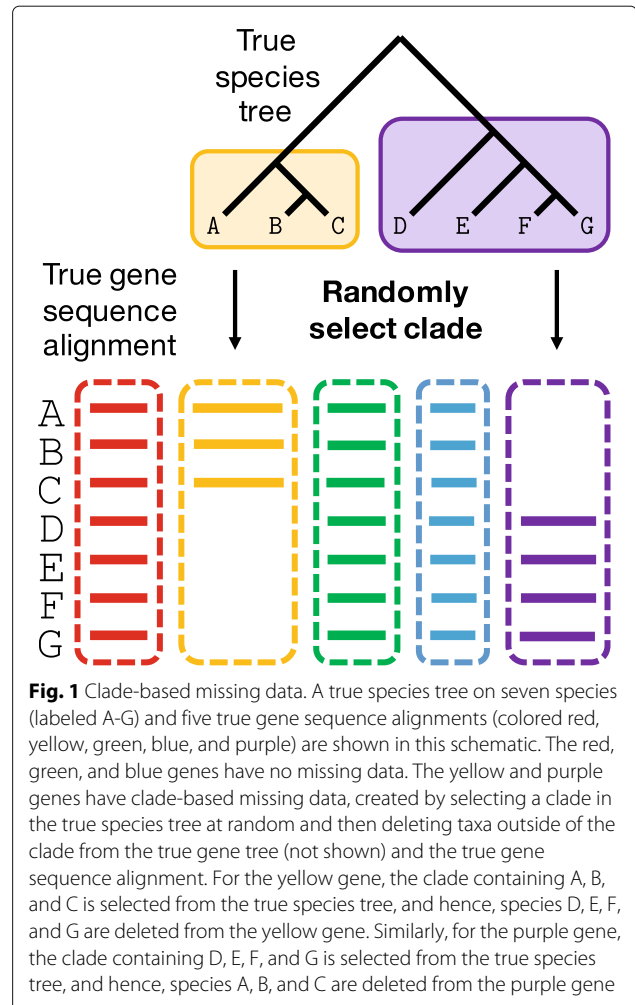 True
species
tree
A B C D E F G
True gene
sequence
alignment
Randomly
select clade
A
B
C
D
E
F
G
Fig. 1 Clade-based missing data. A true species tree on seven species
(labeled A-G) and five true gene sequence alignments (colored red,
yellow, green, blue, and purple) are shown in this schematic. The red,
green, and blue genes have no missing data. The yellow and purple
genes have clade-based missing data, created by selecting a clade in
the true species tree at random and then deleting taxa outside of the
clade from the true gene tree (not shown) and the true gene
sequence alignment. For the yellow gene, the clade containing A, B,
and C is selected from the true species tree, and hence, species D, E, F,
and G are deleted from the yellow gene. Similarly, for the purple gene,
the clade containing D, E, F, and G is selected from the true species
tree, and hence, species A, B, and C are deleted from the purple gene